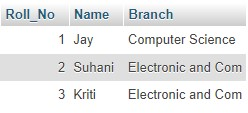 Roll_No Name Branch
1 Jay Computer Science
2 Suhani Electronic and Com
3 Kriti Electronic and Com